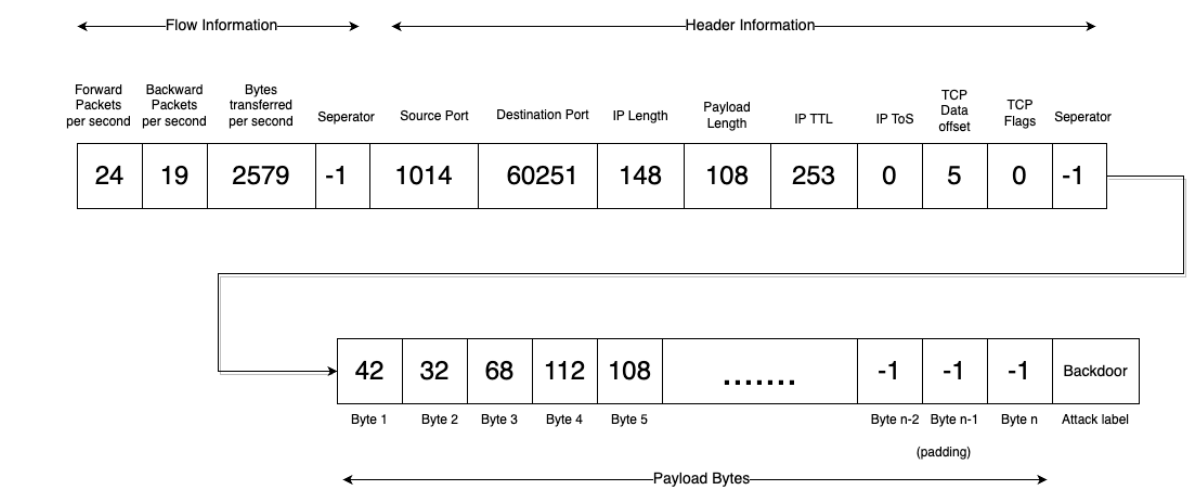 Flow Information
Header Information
Forward
Packets
per second
Backward
Packets
per second
Bytes
transferred
per second
Seperator
Source Port
Destination Port
IP Length
Payload
Length
IP TTL
IP ToS
TCP
Data
offset
TCP
Flags
Seperator
24 19 2579 -1 1014 60251 148 108 253 0 5 0 -1
42 32 68 112 108 ....... -1 -1 -1 Backdoor
Byte 1 Byte 2 Byte 3 Byte 4 Byte 5 Byte n-2 Byte n-1 Byte n Attack label
(padding)
Payload Bytes